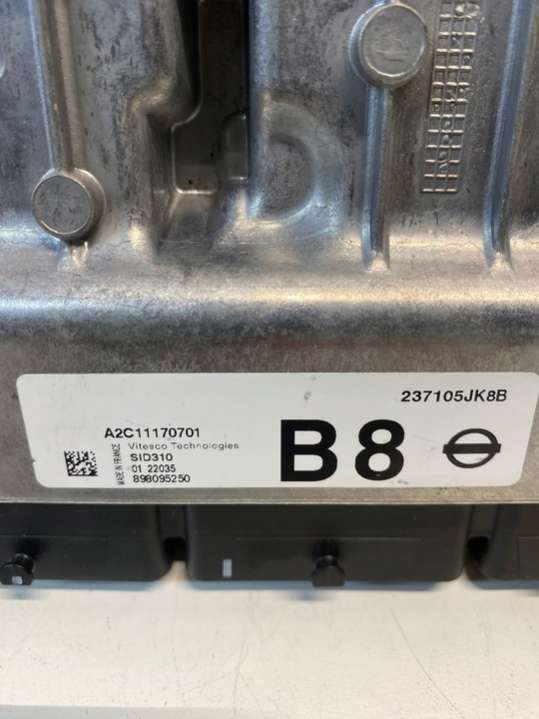 237105JK8B
A2C11170701
Vitesco Technologies
SID310
01 22035
898095250
MADE IN FRANCE
B8